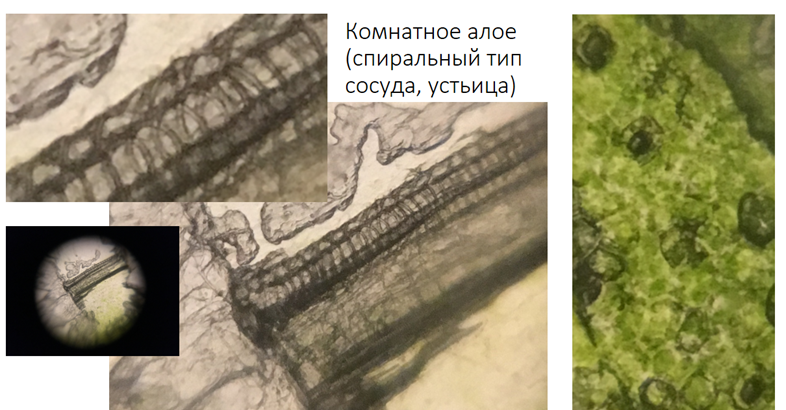 Комнатное алое
(спиральный тип
сосуда, устьица)